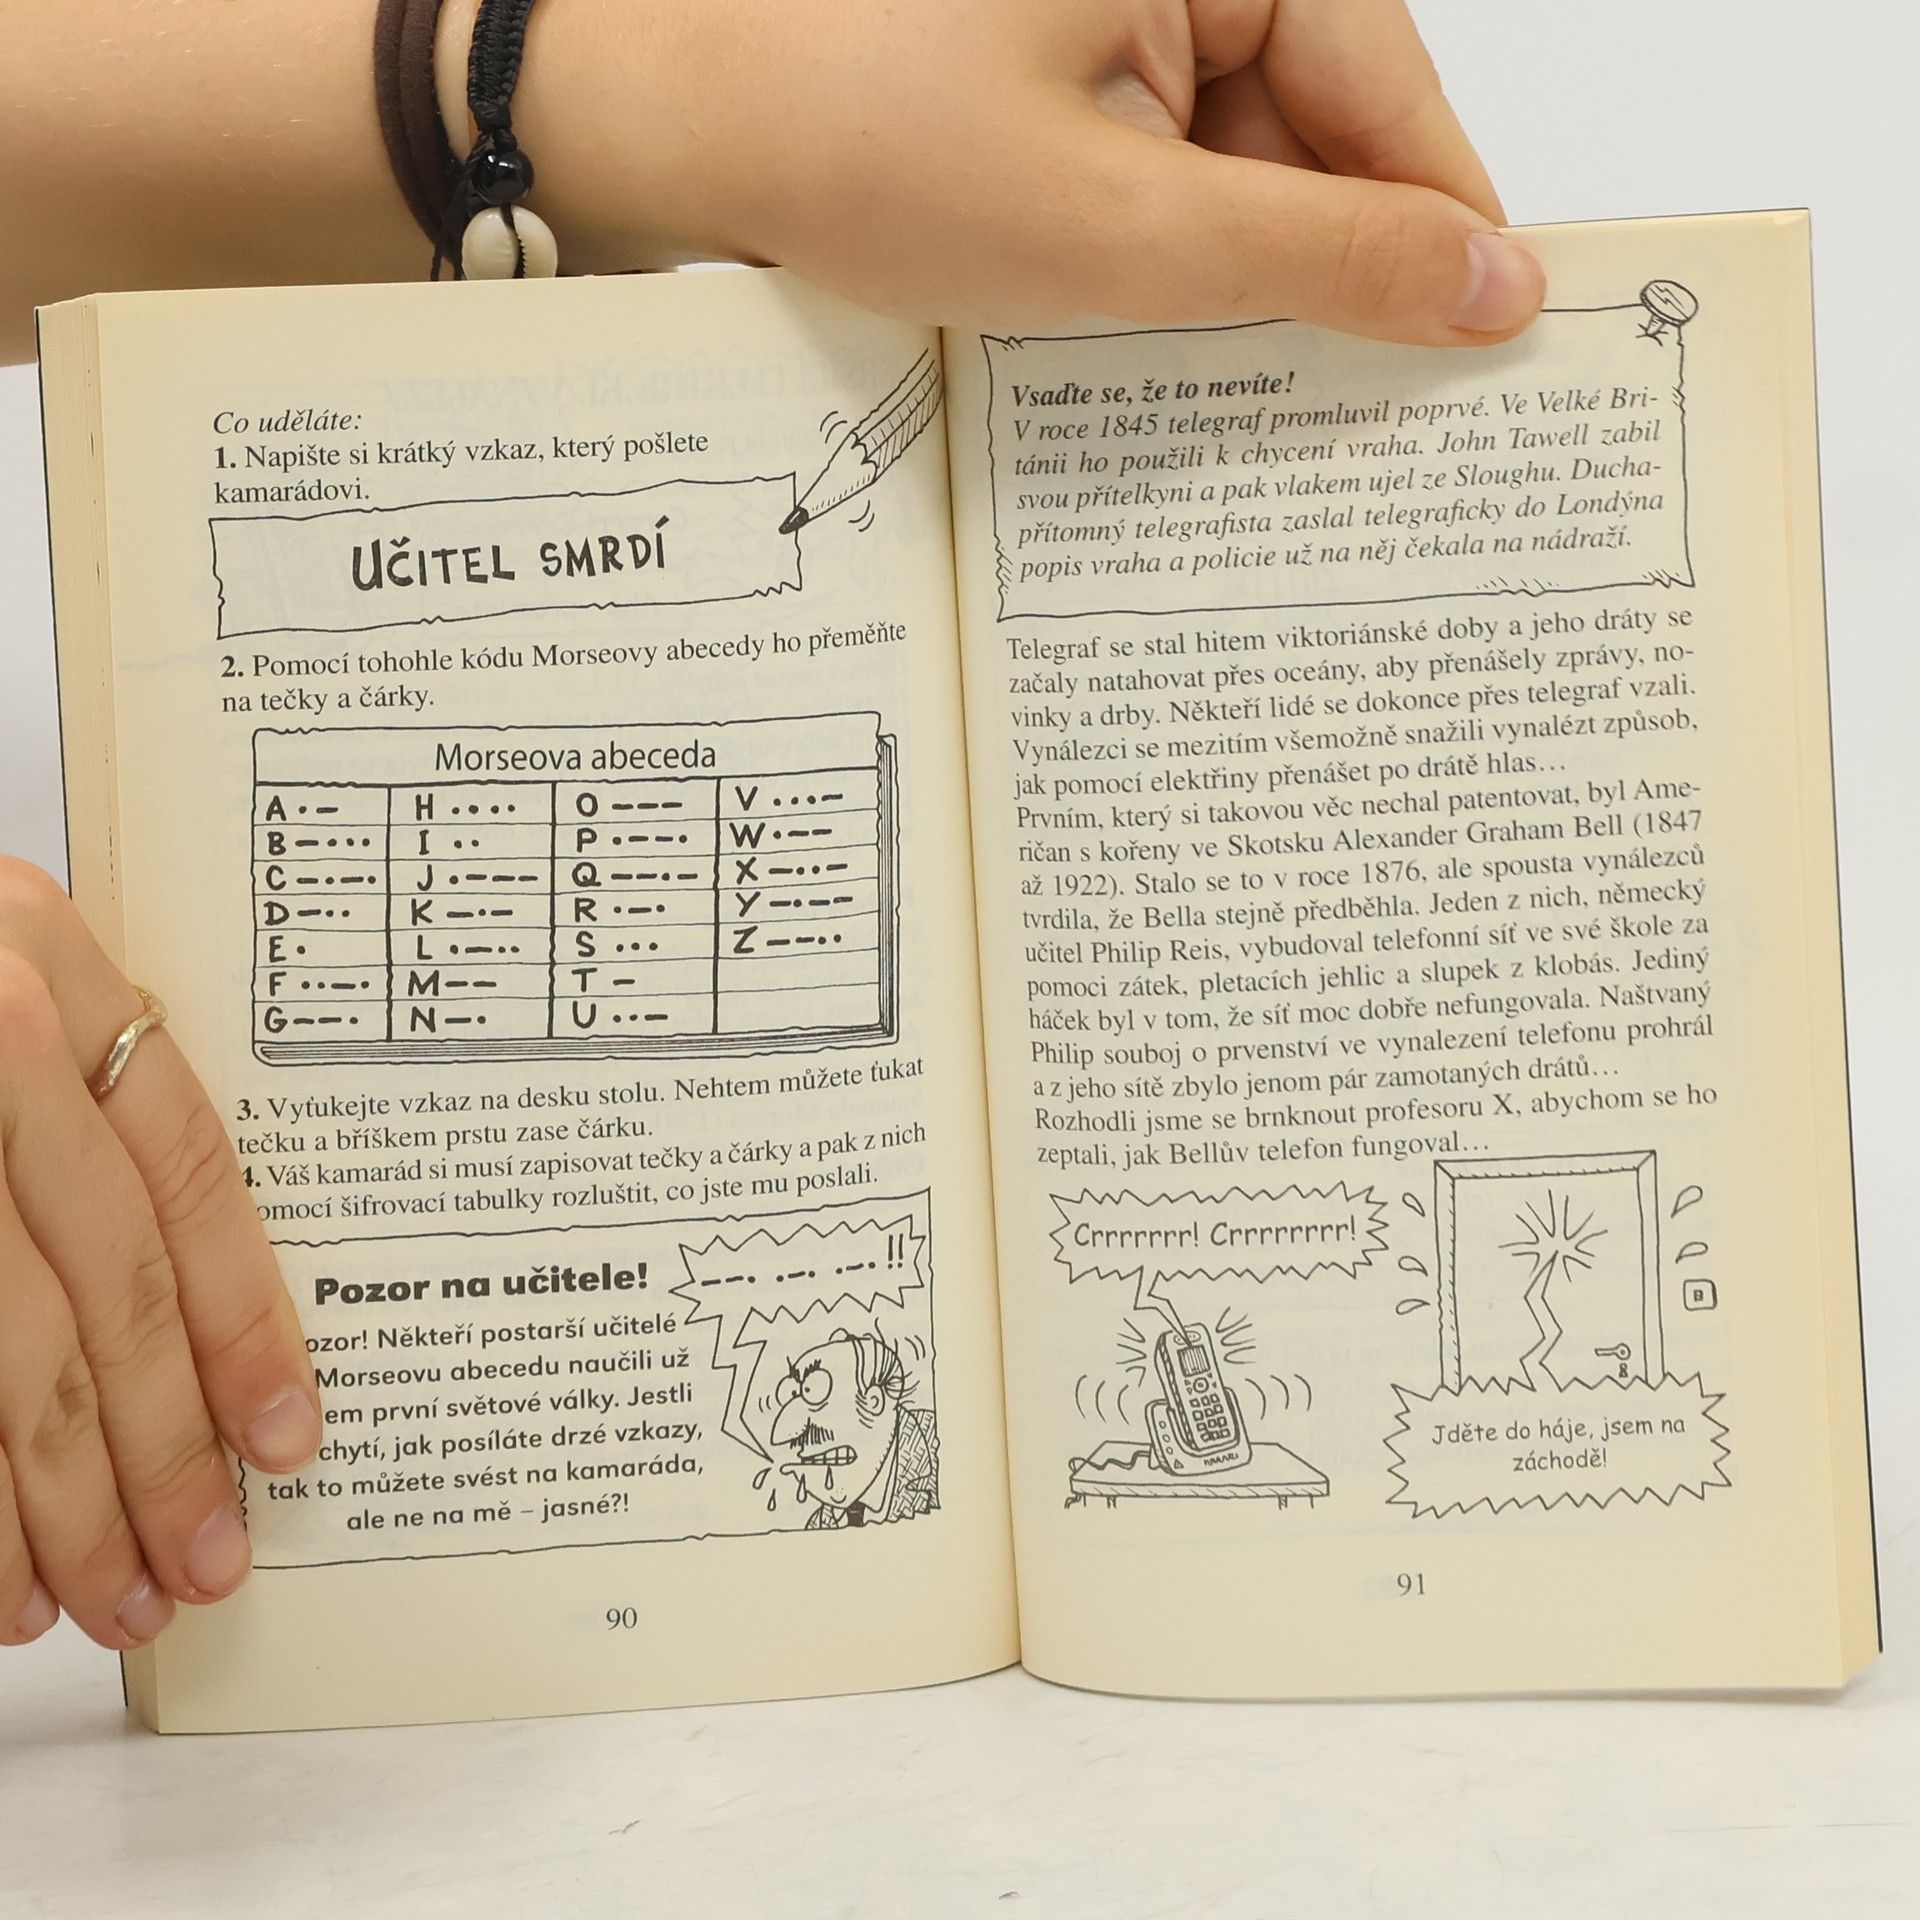 Co uděláte:
1. Napište si krátký vzkaz, který pošlete
kamarádovi.
UČITEL SMRDÍ
2. Pomocí tohohle kódu Morseovy abecedy ho přeměňte
na tečky a čárky.
Morseova abeceda
A •– H •••• O ––– V •••–
B –••• I •• P •––• W •––
C –•–• J •––– Q ––•– X –••–
D –•• K –•– R •–• Y –•––
E • L •–•• S ••• Z ––••
F ••–• M –– T –
G ––• N –• U ••–
3. Vyťukejte vzkaz na desku stolu. Nehtem můžete ťukat
tečku a bříškem prstu zase čárku.
4. Váš kamarád si musí zapisovat tečky a čárky a pak z nich
omocí šifrovací tabulky rozluštit, co jste mu poslali.
––• •–• •–• !!
Pozor na učitele!
ozor! Někteří postarší učitelé
Morseovu abecedu naučili už
em první světové války. Jestli
chytí, jak posíláte drzé vzkazy,
tak to můžete svést na kamaráda,
ale ne na mě – jasné?!
90
Vsaďte se, že to nevíte!
V roce 1845 telegraf promluvil poprvé. Ve Velké Bri-
tánii ho použili k chycení vraha. John Tawell zabil
svou přítelkyni a pak vlakem ujel ze Sloughu. Ducha-
přítomný telegrafista zaslal telegraficky do Londýna
popis vraha a policie už na něj čekala na nádraží.
Telegraf se stal hitem viktoriánské doby a jeho dráty se
začaly natahovat přes oceány, aby přenášely zprávy, no-
vinky a drby. Někteří lidé se dokonce přes telegraf vzali.
Vynálezci se mezitím všemožně snažili vynalézt způsob,
jak pomocí elektřiny přenášet po drátě hlas…
Prvním, který si takovou věc nechal patentovat, byl Ame-
ričan s kořeny ve Skotsku Alexander Graham Bell (1847
až 1922). Stalo se to v roce 1876, ale spousta vynálezců
tvrdila, že Bella stejně předběhla. Jeden z nich, německý
učitel Philip Reis, vybudoval telefonní síť ve své škole za
pomoci zátek, pletacích jehlic a slupek z klobás. Jediný
háček byl v tom, že síť moc dobře nefungovala. Naštvaný
Philip souboj o prvenství ve vynalezení telefonu prohrál
a z jeho sítě zbylo jenom pár zamotaných drátů…
Rozhodli jsme se brnknout profesoru X, abychom se ho
zeptali, jak Bellův telefon fungoval…
Crrrrrrr! Crrrrrrrrr!
Jděte do háje, jsem na
záchodě!
91